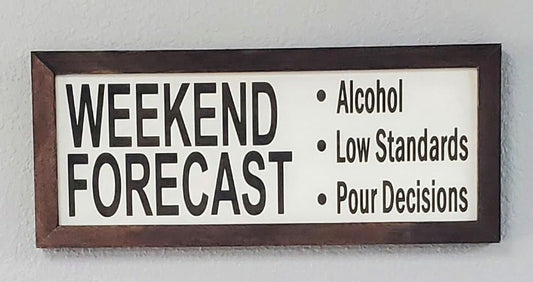 WEEKEND
FORECAST
• Alcohol
• Low Standards
• Pour Decisions